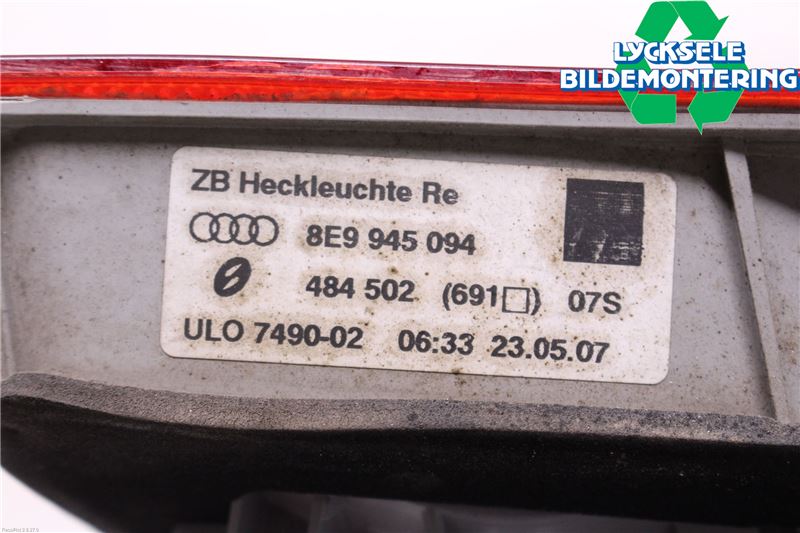 LYCKSELE
BILDEMONTERING
ZB Heckleuchte Re
8E9 945 094
484 502 (691□) 07S
ULO 7490-02 06:33 23.05.07